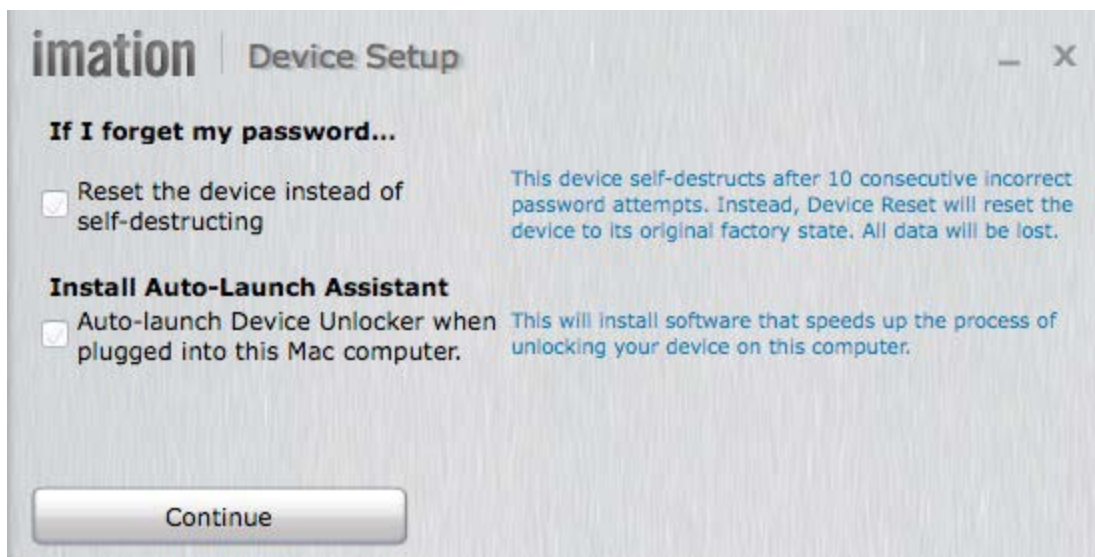 imation Device Setup
If I forget my password...
Reset the device instead of
self-destructing
This device self-destructs after 10 consecutive incorrect
password attempts. Instead, Device Reset will reset the
device to its original factory state. All data will be lost.
Install Auto-Launch Assistant
Auto-launch Device Unlocker when
plugged into this Mac computer.
This will install software that speeds up the process of
unlocking your device on this computer.
Continue